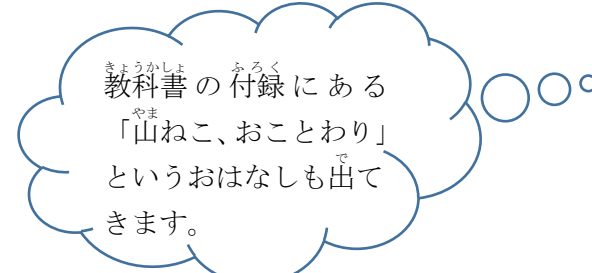 教科書の付録にある
「山ねこ、おことわり」
というおはなしも出て
きます。